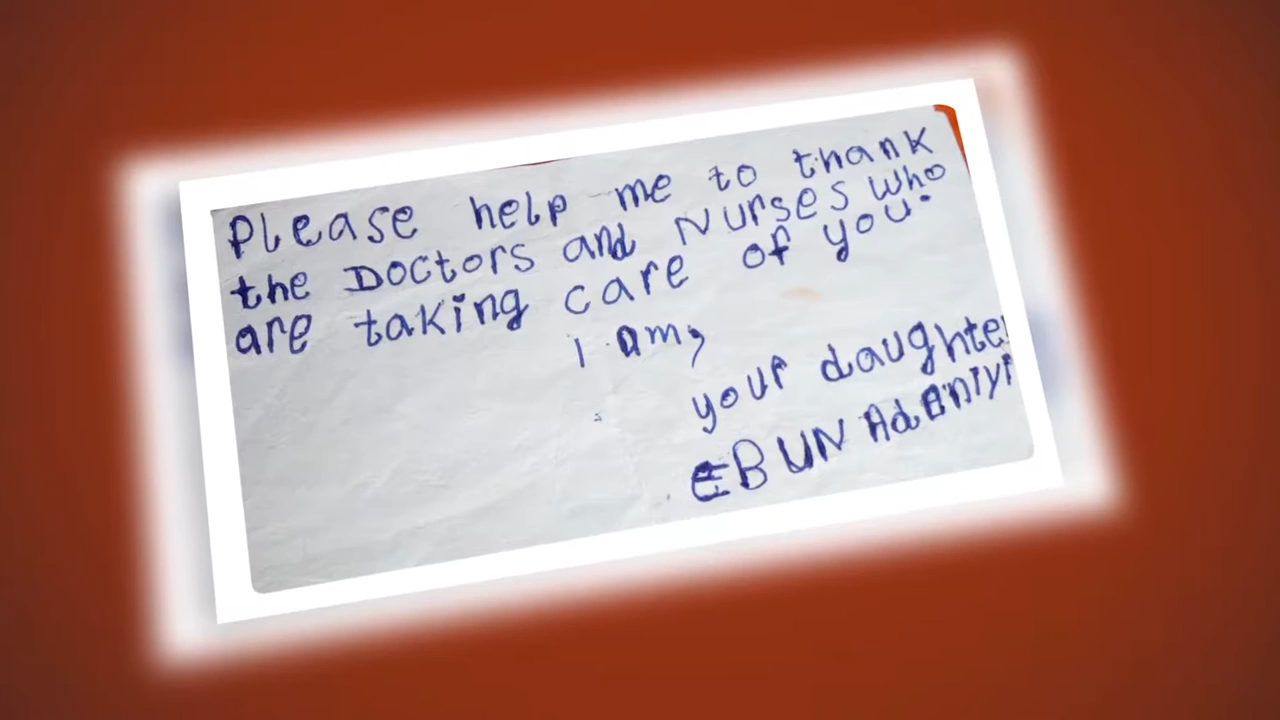 Please help me to thank
the Doctors and Nurses who
are taking care of you.
I am,
your daughter
EBUN Adeniyi